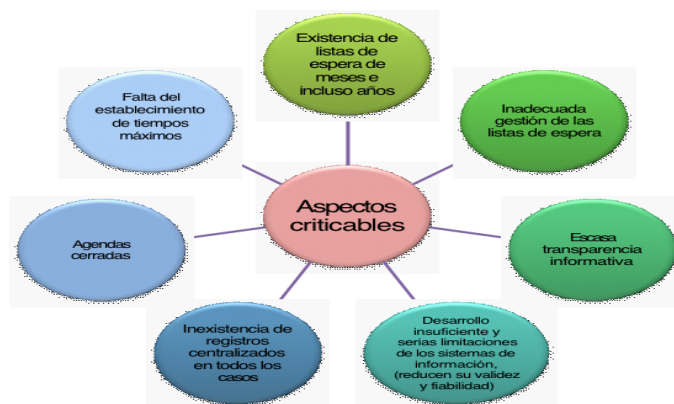 Existencia de
listas de
espera de
meses e
incluso años
Falta del
establecimiento
de tiempos
máximos
Inadecuada
gestión de las
listas de espera
Aspectos
criticables
Agendas
cerradas
Escasa
transparencia
informativa
Inexistencia de
registros
centralizados
en todos los
casos
Desarrollo
insuficiente y
serias limitaciones
de los sistemas de
información,
(reducen su validez
y fiabilidad)